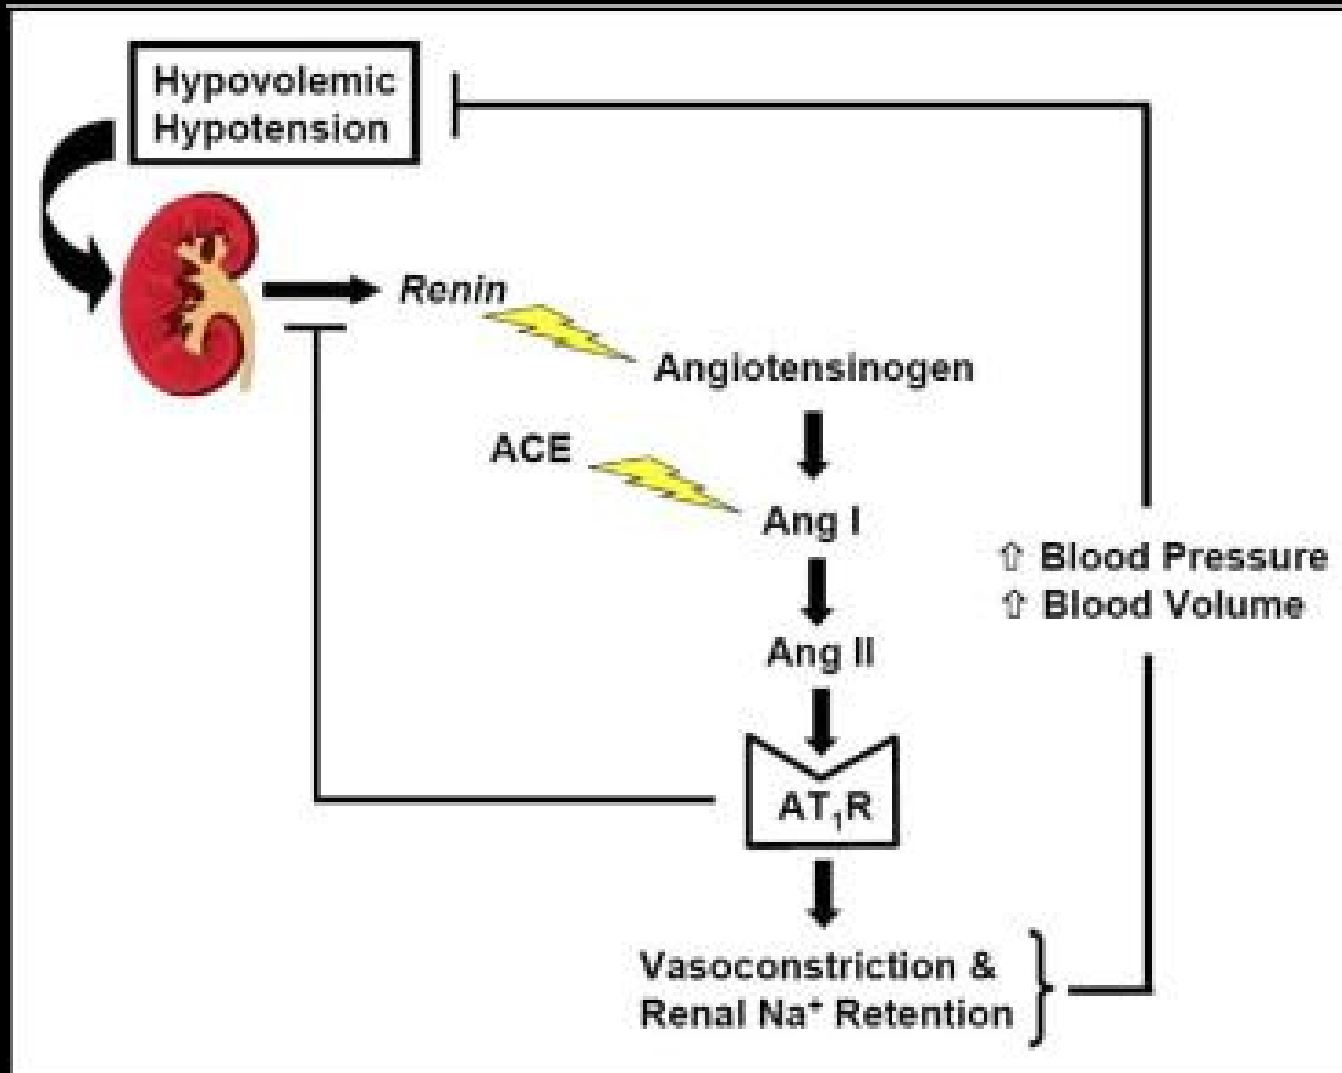 Hypovolemic
Hypotension
Renin
Angiotensinogen
ACE
Ang I
⇧ Blood Pressure
⇧ Blood Volume
Ang II
AT₁R
Vasoconstriction &
Renal Na⁺ Retention